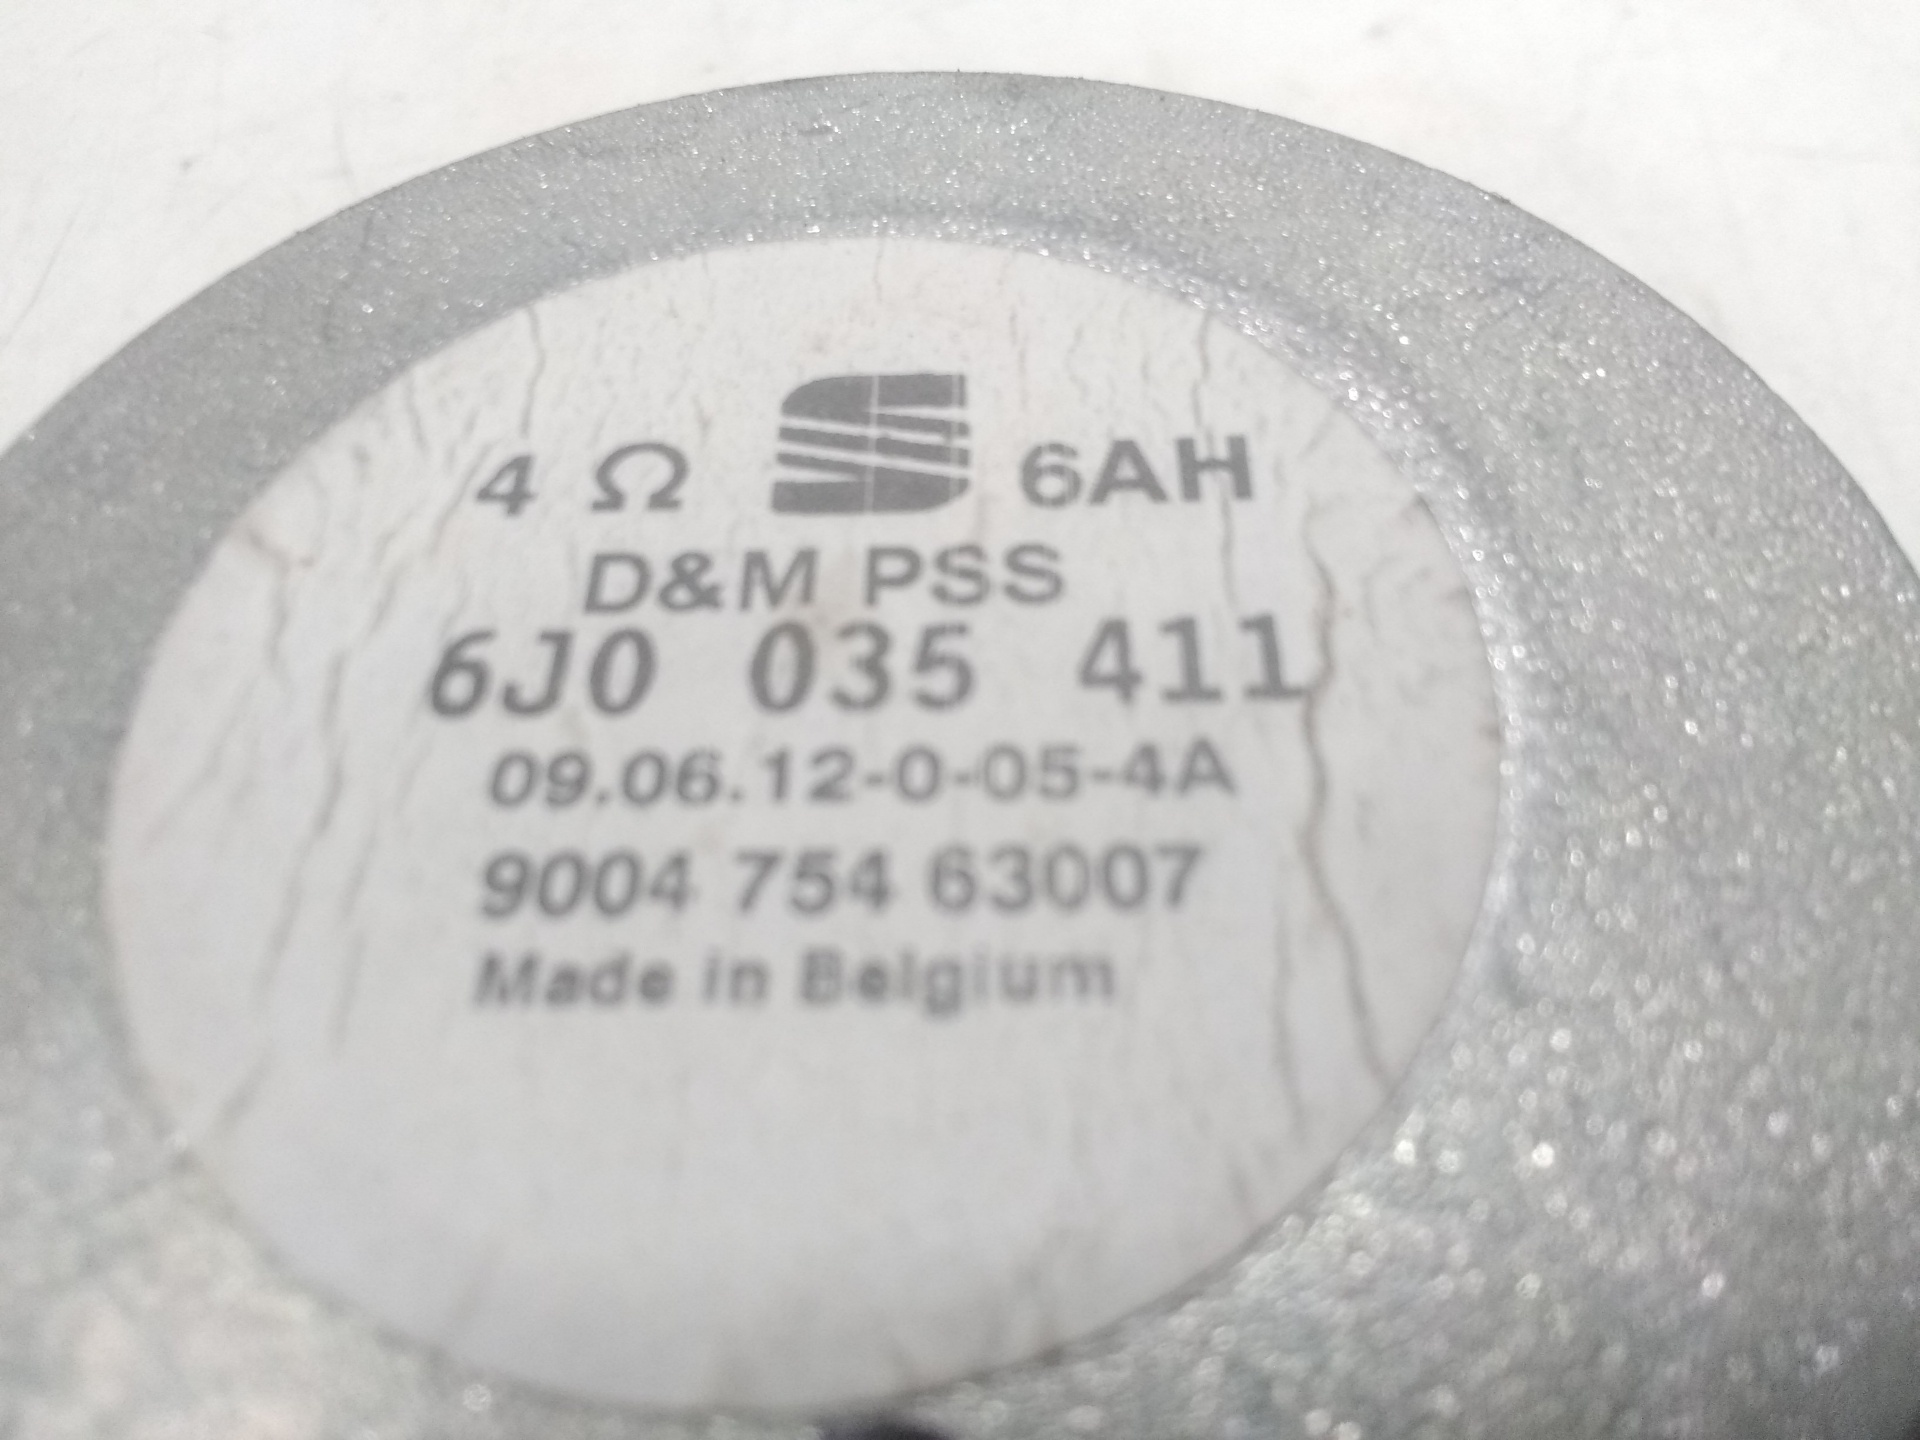 4 Ω 6AH
D&M PSS
6J0 035 411
09.06.12-0-05-4A
9004 754 63007
Made in Belgium